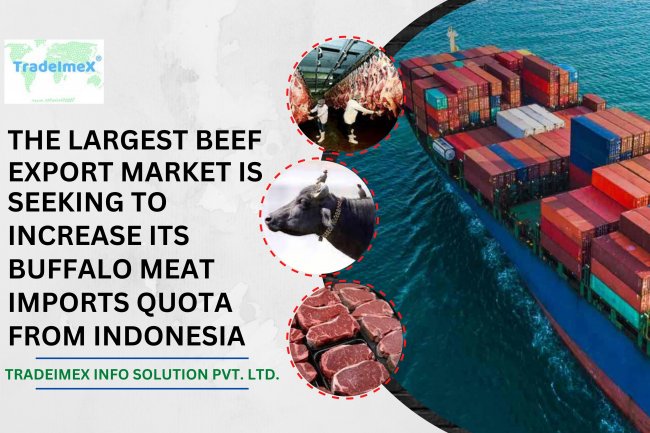 TradeImeX®
THE LARGEST BEEF
EXPORT MARKET IS
SEEKING TO
INCREASE ITS
BUFFALO MEAT
IMPORTS QUOTA
FROM INDONESIA
TRADEIMEX INFO SOLUTION PVT. LTD.